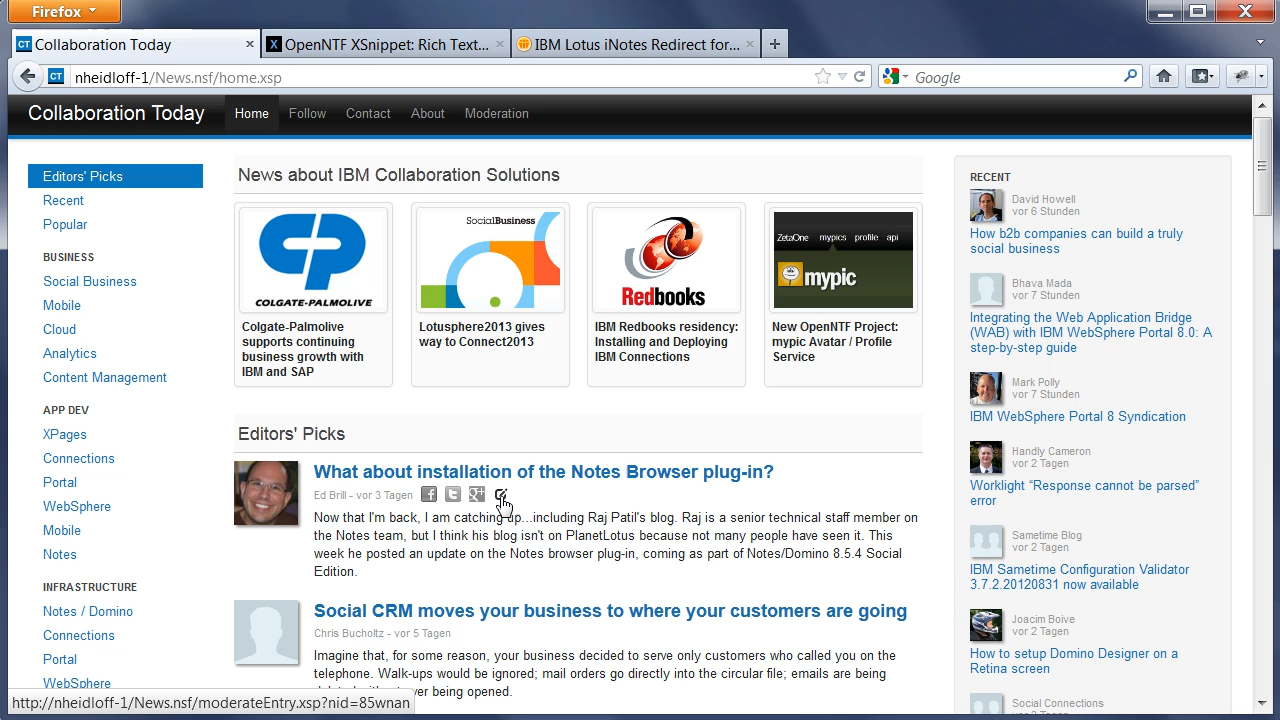 Firefox
Collaboration Today
OpenNTF XSnippet: Rich Text...
IBM Lotus iNotes Redirect for...
nheidloff-1/News.nsf/home.xsp
Google
Collaboration Today
Home
Follow
Contact
About
Moderation
Editors' Picks
Recent
Popular
BUSINESS
Social Business
Mobile
Cloud
Analytics
Content Management
APP DEV
XPages
Connections
Portal
WebSphere
Mobile
Notes
INFRASTRUCTURE
Notes / Domino
Connections
Portal
WebSphere
News about IBM Collaboration Solutions
COLGATE-PALMOLIVE
Colgate-Palmolive
supports continuing
business growth with
IBM and SAP
SocialBusiness
Lotusphere2013 gives
way to Connect2013
Redbooks
IBM Redbooks residency:
Installing and Deploying
IBM Connections
ZetaOne mypics profile api
mypic
New OpenNTF Project:
mypic Avatar / Profile
Service
Editors' Picks
What about installation of the Notes Browser plug-in?
Ed Brill - vor 3 Tagen
Now that I'm back, I am catching up...including Raj Patil's blog. Raj is a senior technical staff member on
the Notes team, but I think his blog isn't on PlanetLotus because not many people have seen it. This
week he posted an update on the Notes browser plug-in, coming as part of Notes/Domino 8.5.4 Social
Edition.
Social CRM moves your business to where your customers are going
Chris Bucholtz - vor 5 Tagen
Imagine that, for some reason, your business decided to serve only customers who called you on the
telephone. Walk-ups would be ignored; mail orders go directly into the circular file; emails are being
being opened.
RECENT
David Howell
vor 6 Stunden
How b2b companies can build a truly
social business
Bhava Mada
vor 7 Stunden
Integrating the Web Application Bridge
(WAB) with IBM WebSphere Portal 8.0: A
step-by-step guide
Mark Polly
vor 7 Stunden
IBM WebSphere Portal 8 Syndication
Handly Cameron
vor 2 Tagen
Worklight “Response cannot be parsed”
error
Sametime Blog
vor 2 Tagen
IBM Sametime Configuration Validator
3.7.2.20120831 now available
Joacim Boive
vor 2 Tagen
How to setup Domino Designer on a
Retina screen
Social Connections
http://nheidloff-1/News.nsf/moderateEntry.xsp?nid=85wnan